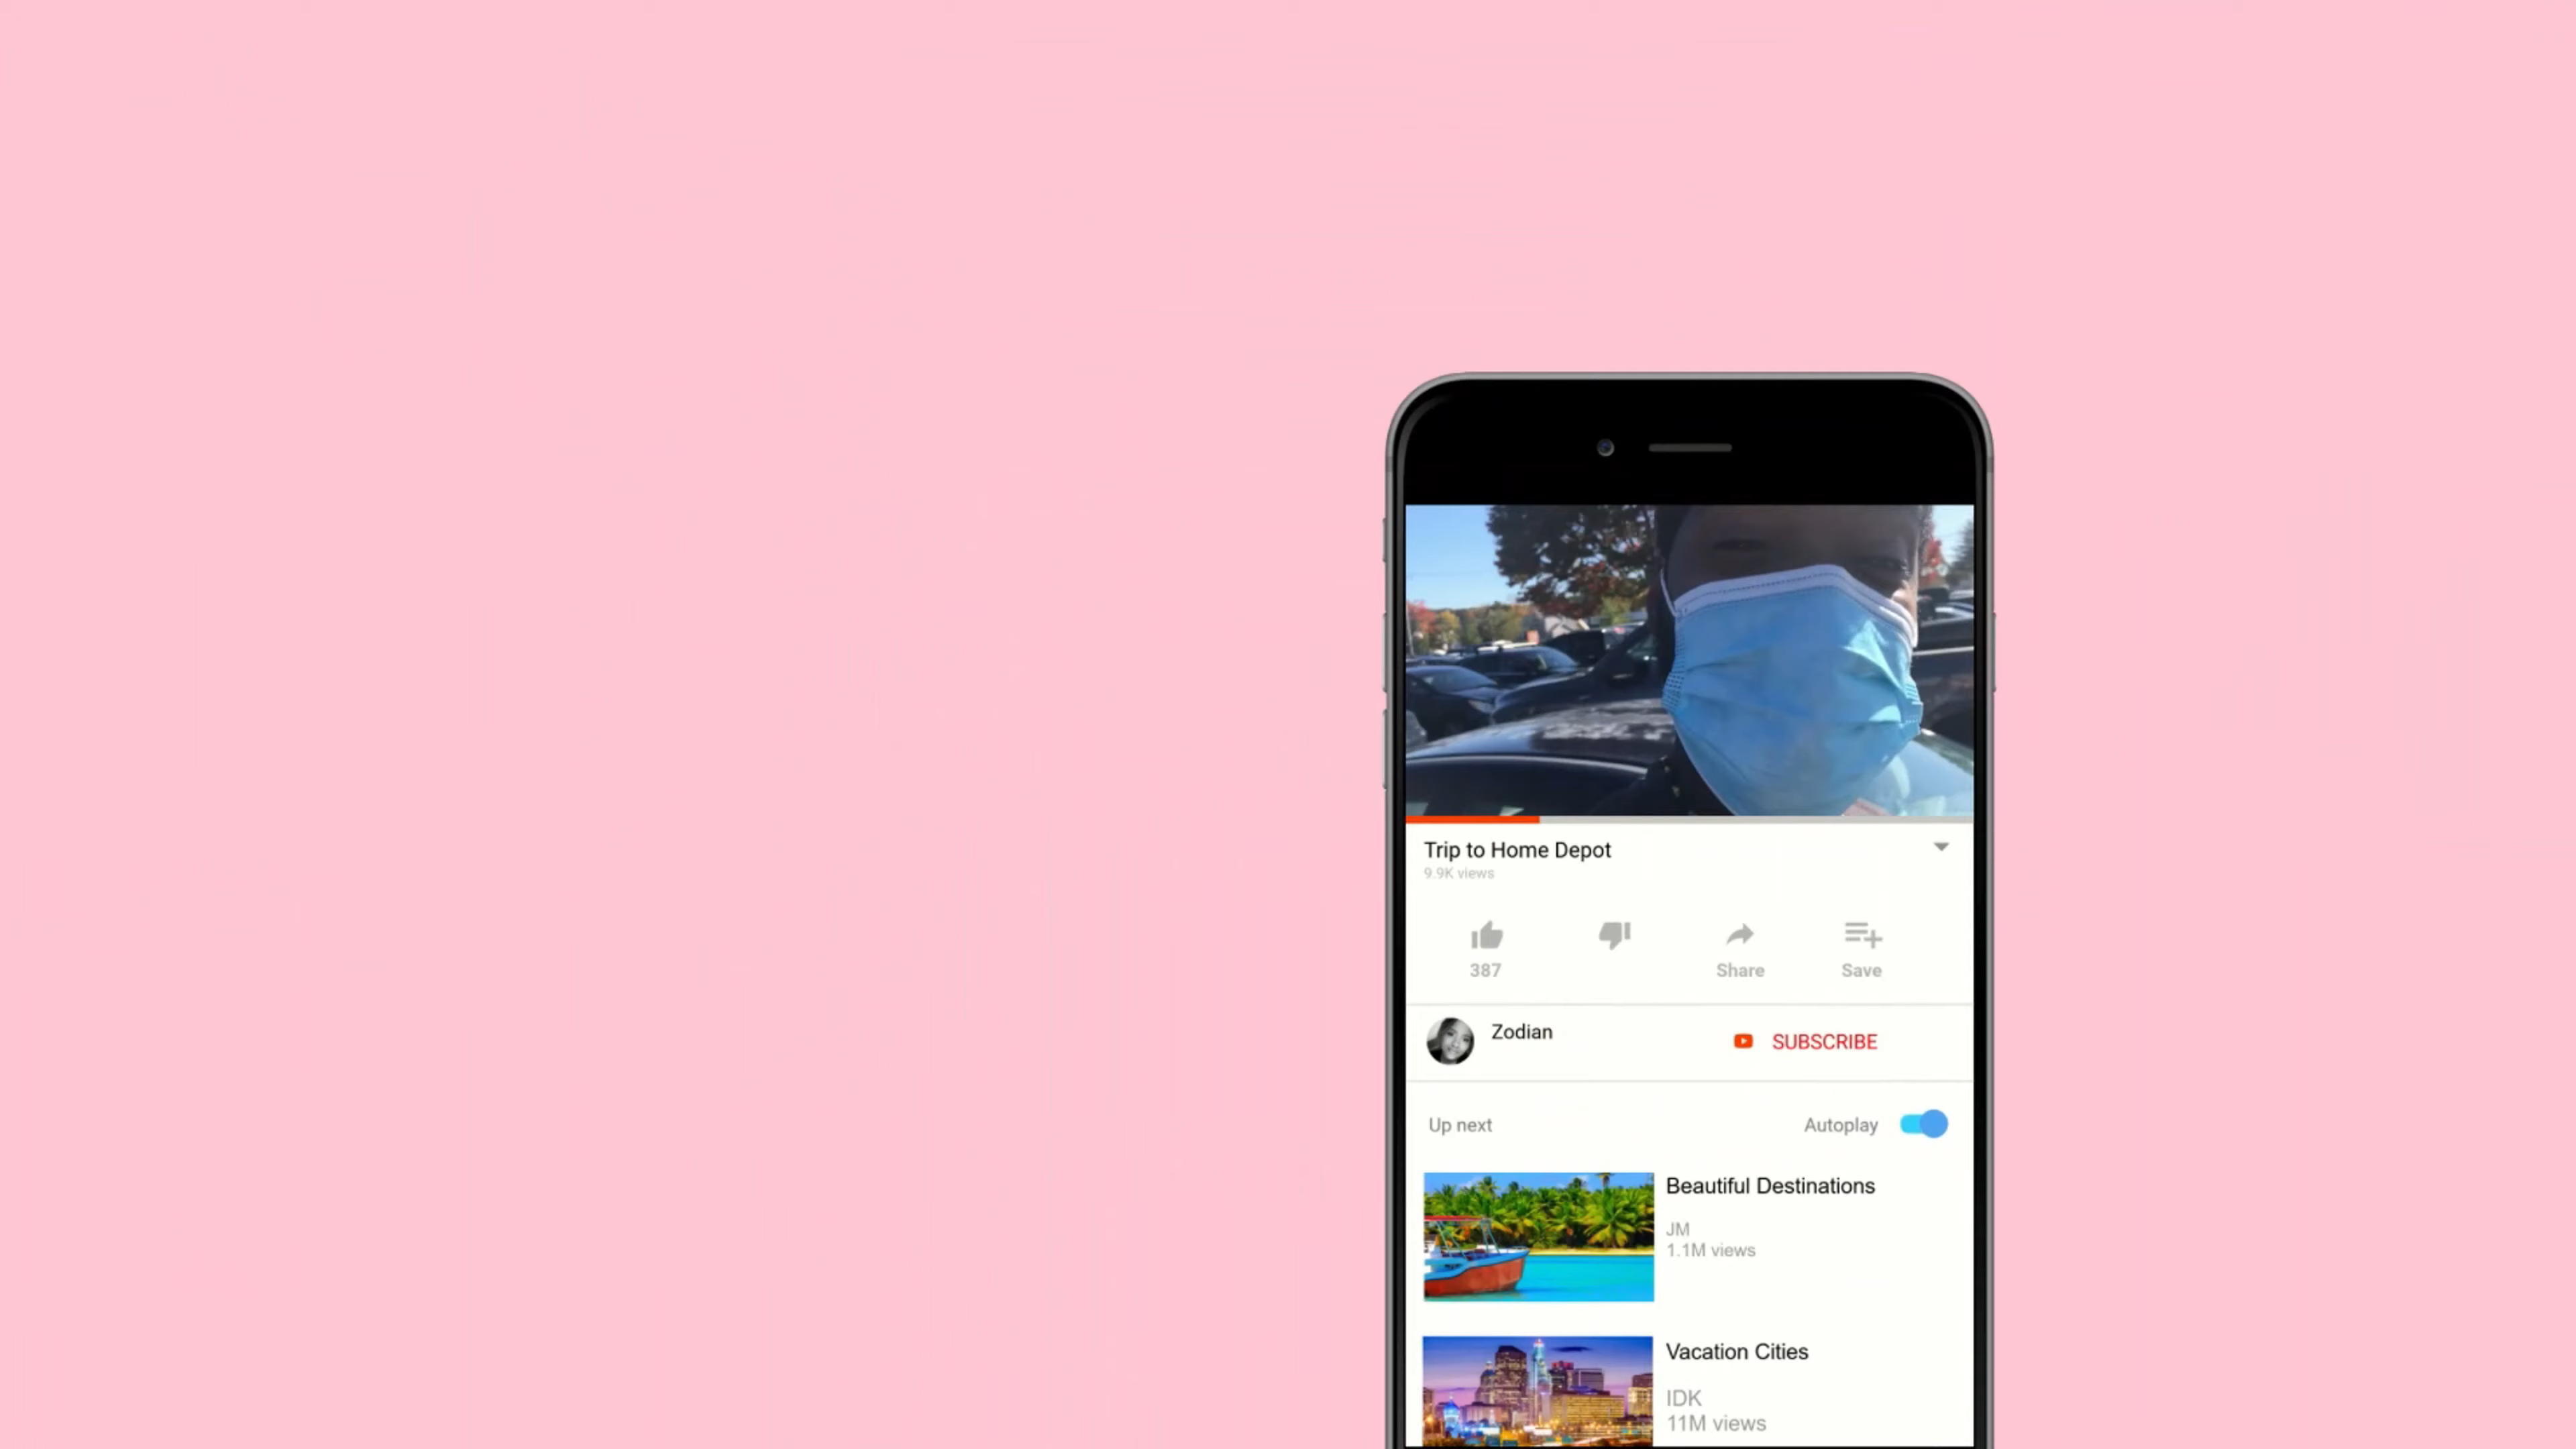 Trip to Home Depot
9.9K views
387
Share
Save
Zodian
SUBSCRIBE
Up next
Autoplay
Beautiful Destinations
JM
1.1M views
Vacation Cities
IDK
11M views